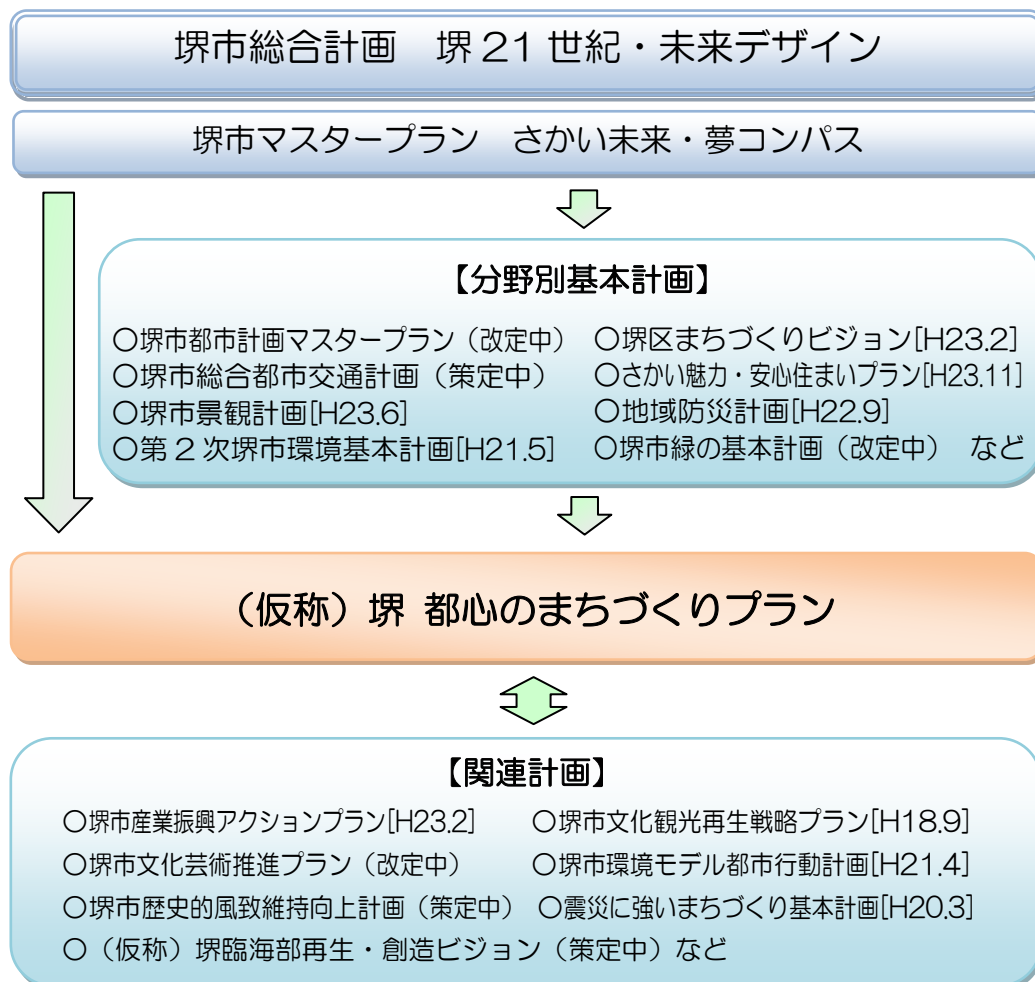 堺市総合計画　堺 21 世紀・未来デザイン
堺市マスタープラン　さかい未来・夢コンパス
【分野別基本計画】
〇堺市都市計画マスタープラン（改定中）　〇堺区まちづくりビジョン[H23.2]
〇堺市総合都市交通計画（策定中）　〇さかい魅力・安心住まいプラン[H23.11]
〇堺市景観計画[H23.6]　〇地域防災計画[H22.9]
〇第 2 次堺市環境基本計画[H21.5]　〇堺市緑の基本計画（改定中）　など
（仮称）堺 都心のまちづくりプラン
【関連計画】
〇堺市産業振興アクションプラン[H23.2]　〇堺市文化観光再生戦略プラン[H18.9]
〇堺市文化芸術推進プラン（改定中）　〇堺市環境モデル都市行動計画[H21.4]
〇堺市歴史的風致維持向上計画（策定中）　〇震災に強いまちづくり基本計画[H20.3]
〇（仮称）堺臨海部再生・創造ビジョン（策定中）など